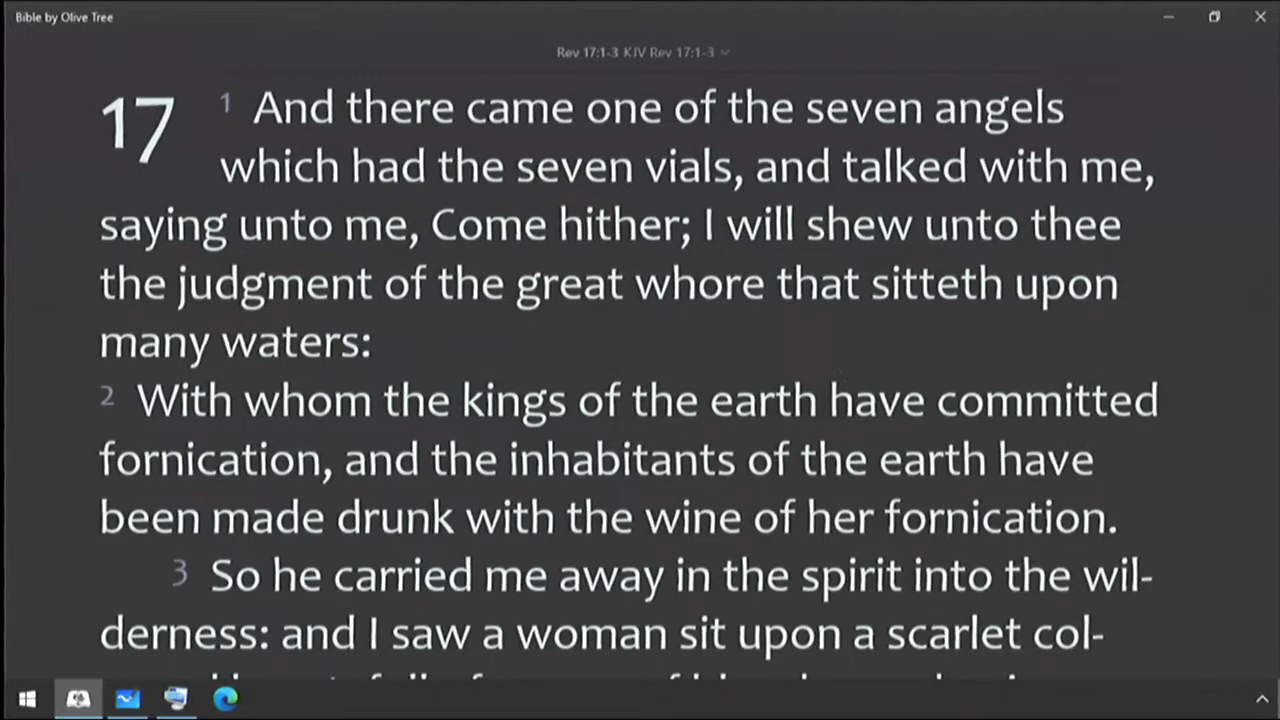 Bible by Olive Tree
Rev 17:1-3 KJV Rev 17:1-3
17 1 And there came one of the seven angels
which had the seven vials, and talked with me,
saying unto me, Come hither; I will shew unto thee
the judgment of the great whore that sitteth upon
many waters:
2 With whom the kings of the earth have committed
fornication, and the inhabitants of the earth have
been made drunk with the wine of her fornication.
3 So he carried me away in the spirit into the wil-
derness: and I saw a woman sit upon a scarlet col-